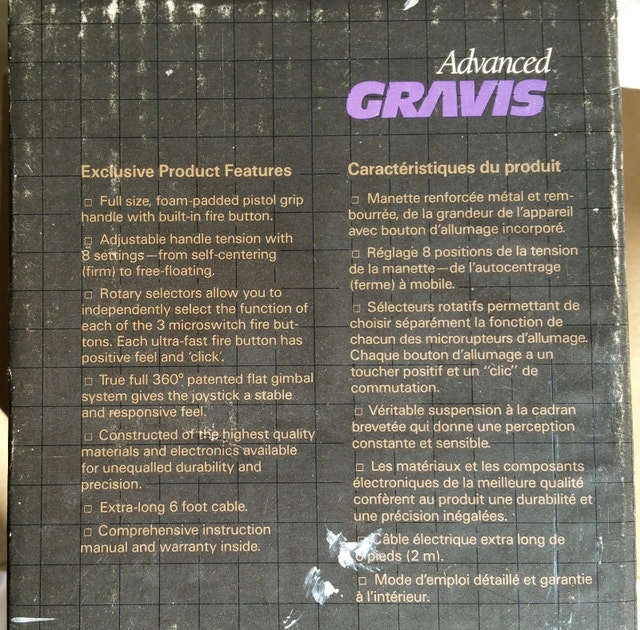 Advanced
GRAVIS
Exclusive Product Features
□ Full size, foam-padded pistol grip
handle with built-in fire button.
□ Adjustable handle tension with
8 settings—from self-centering
(firm) to free-floating.
□ Rotary selectors allow you to
independently select the function of
each of the 3 microswitch fire but-
tons. Each ultra-fast fire button has
positive feel and 'click'.
□ True full 360° patented flat gimbal
system gives the joystick a stable
and responsive feel.
□ Constructed of the highest quality
materials and electronics available
for unequalled durability and
precision.
□ Extra-long 6 foot cable.
□ Comprehensive instruction
manual and warranty inside.
Caractéristiques du produit
□ Manette renforcée métal et rem-
bourrée, de la grandeur de l'appareil
avec bouton d'allumage incorporé.
□ Réglage 8 positions de la tension
de la manette—de l'autocentrage
(ferme) à mobile.
□ Sélecteurs rotatifs permettant de
choisir séparément la fonction de
chacun des microrupteurs d'allumage.
Chaque bouton d'allumage a un
toucher positif et un "clic" de
commutation.
□ Véritable suspension à la cadran
brevetée qui donne une perception
constante et sensible.
□ Les matériaux et les composants
électroniques de la meilleure qualité
confèrent au produit une durabilité et
une précision inégalées.
□ Câble électrique extra long de
6 pieds (2 m).
□ Mode d'emploi détaillé et garantie
à l'intérieur.